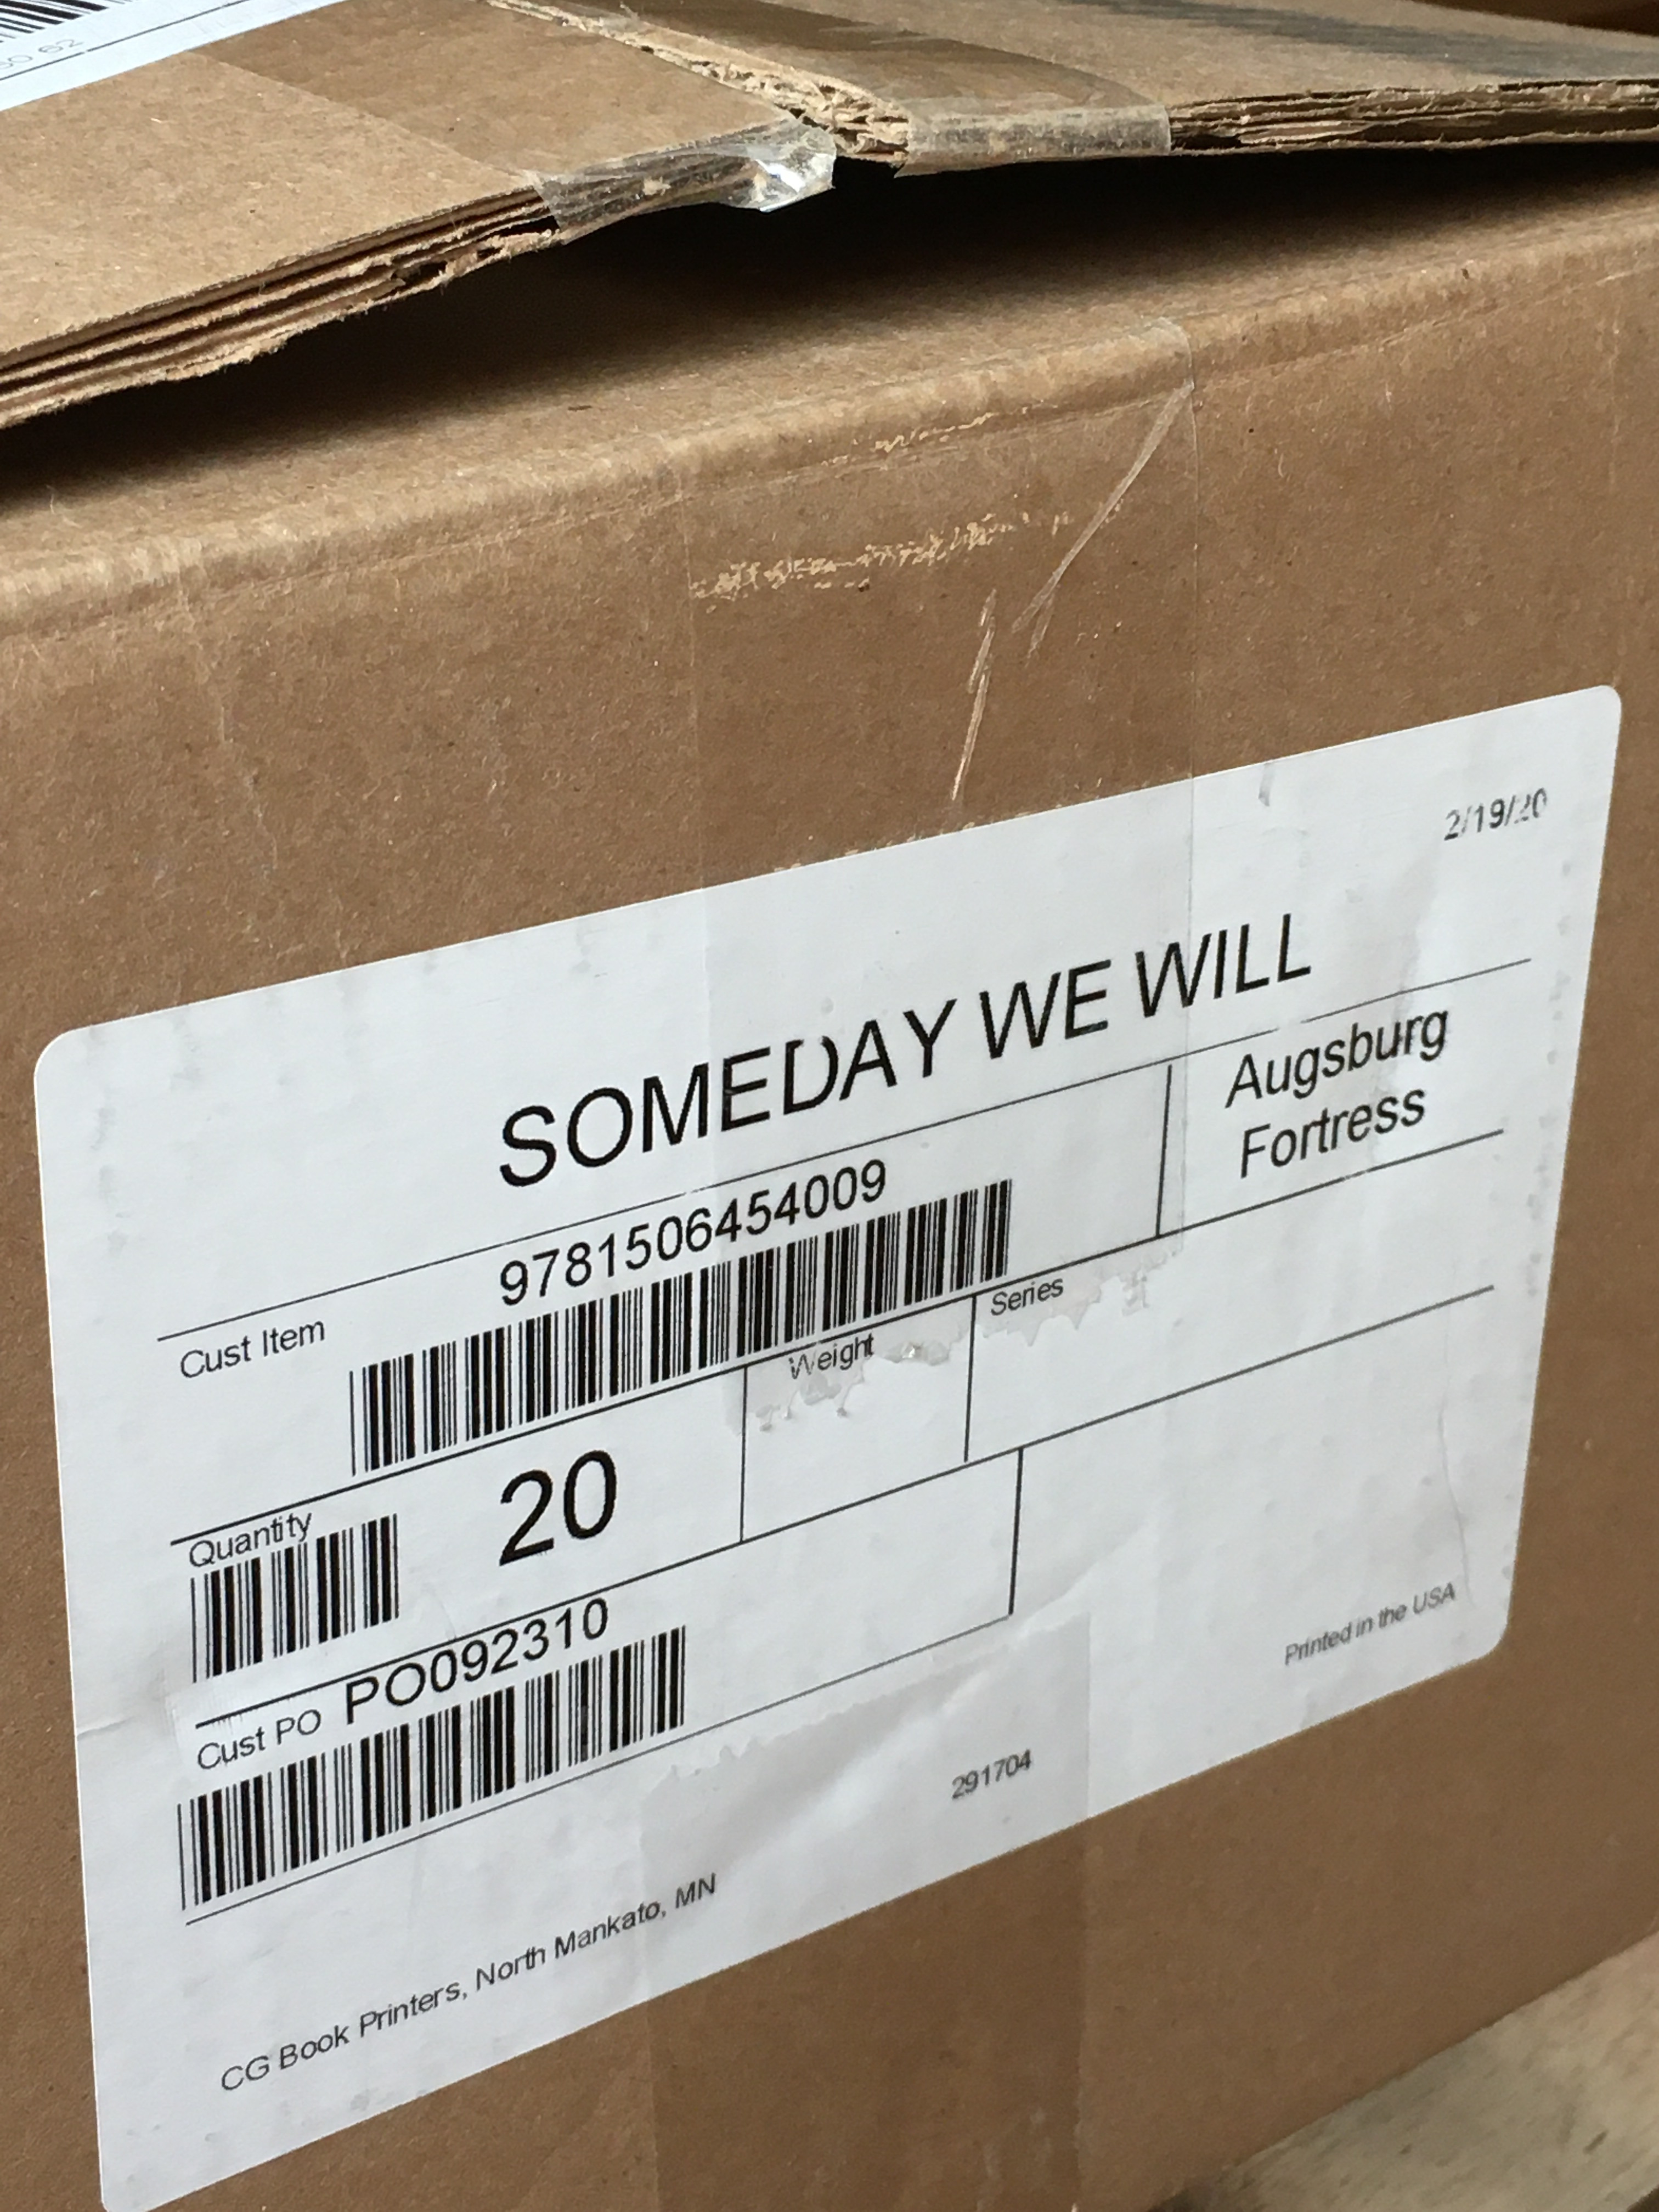 2/19/20
SOMEDAY WE WILL
Cust Item
9781506454009
Augsburg
Fortress
Quantity
20
Weight
Series
Cust PO PO092310
291704
Printed in the USA
CG Book Printers, North Mankato, MN